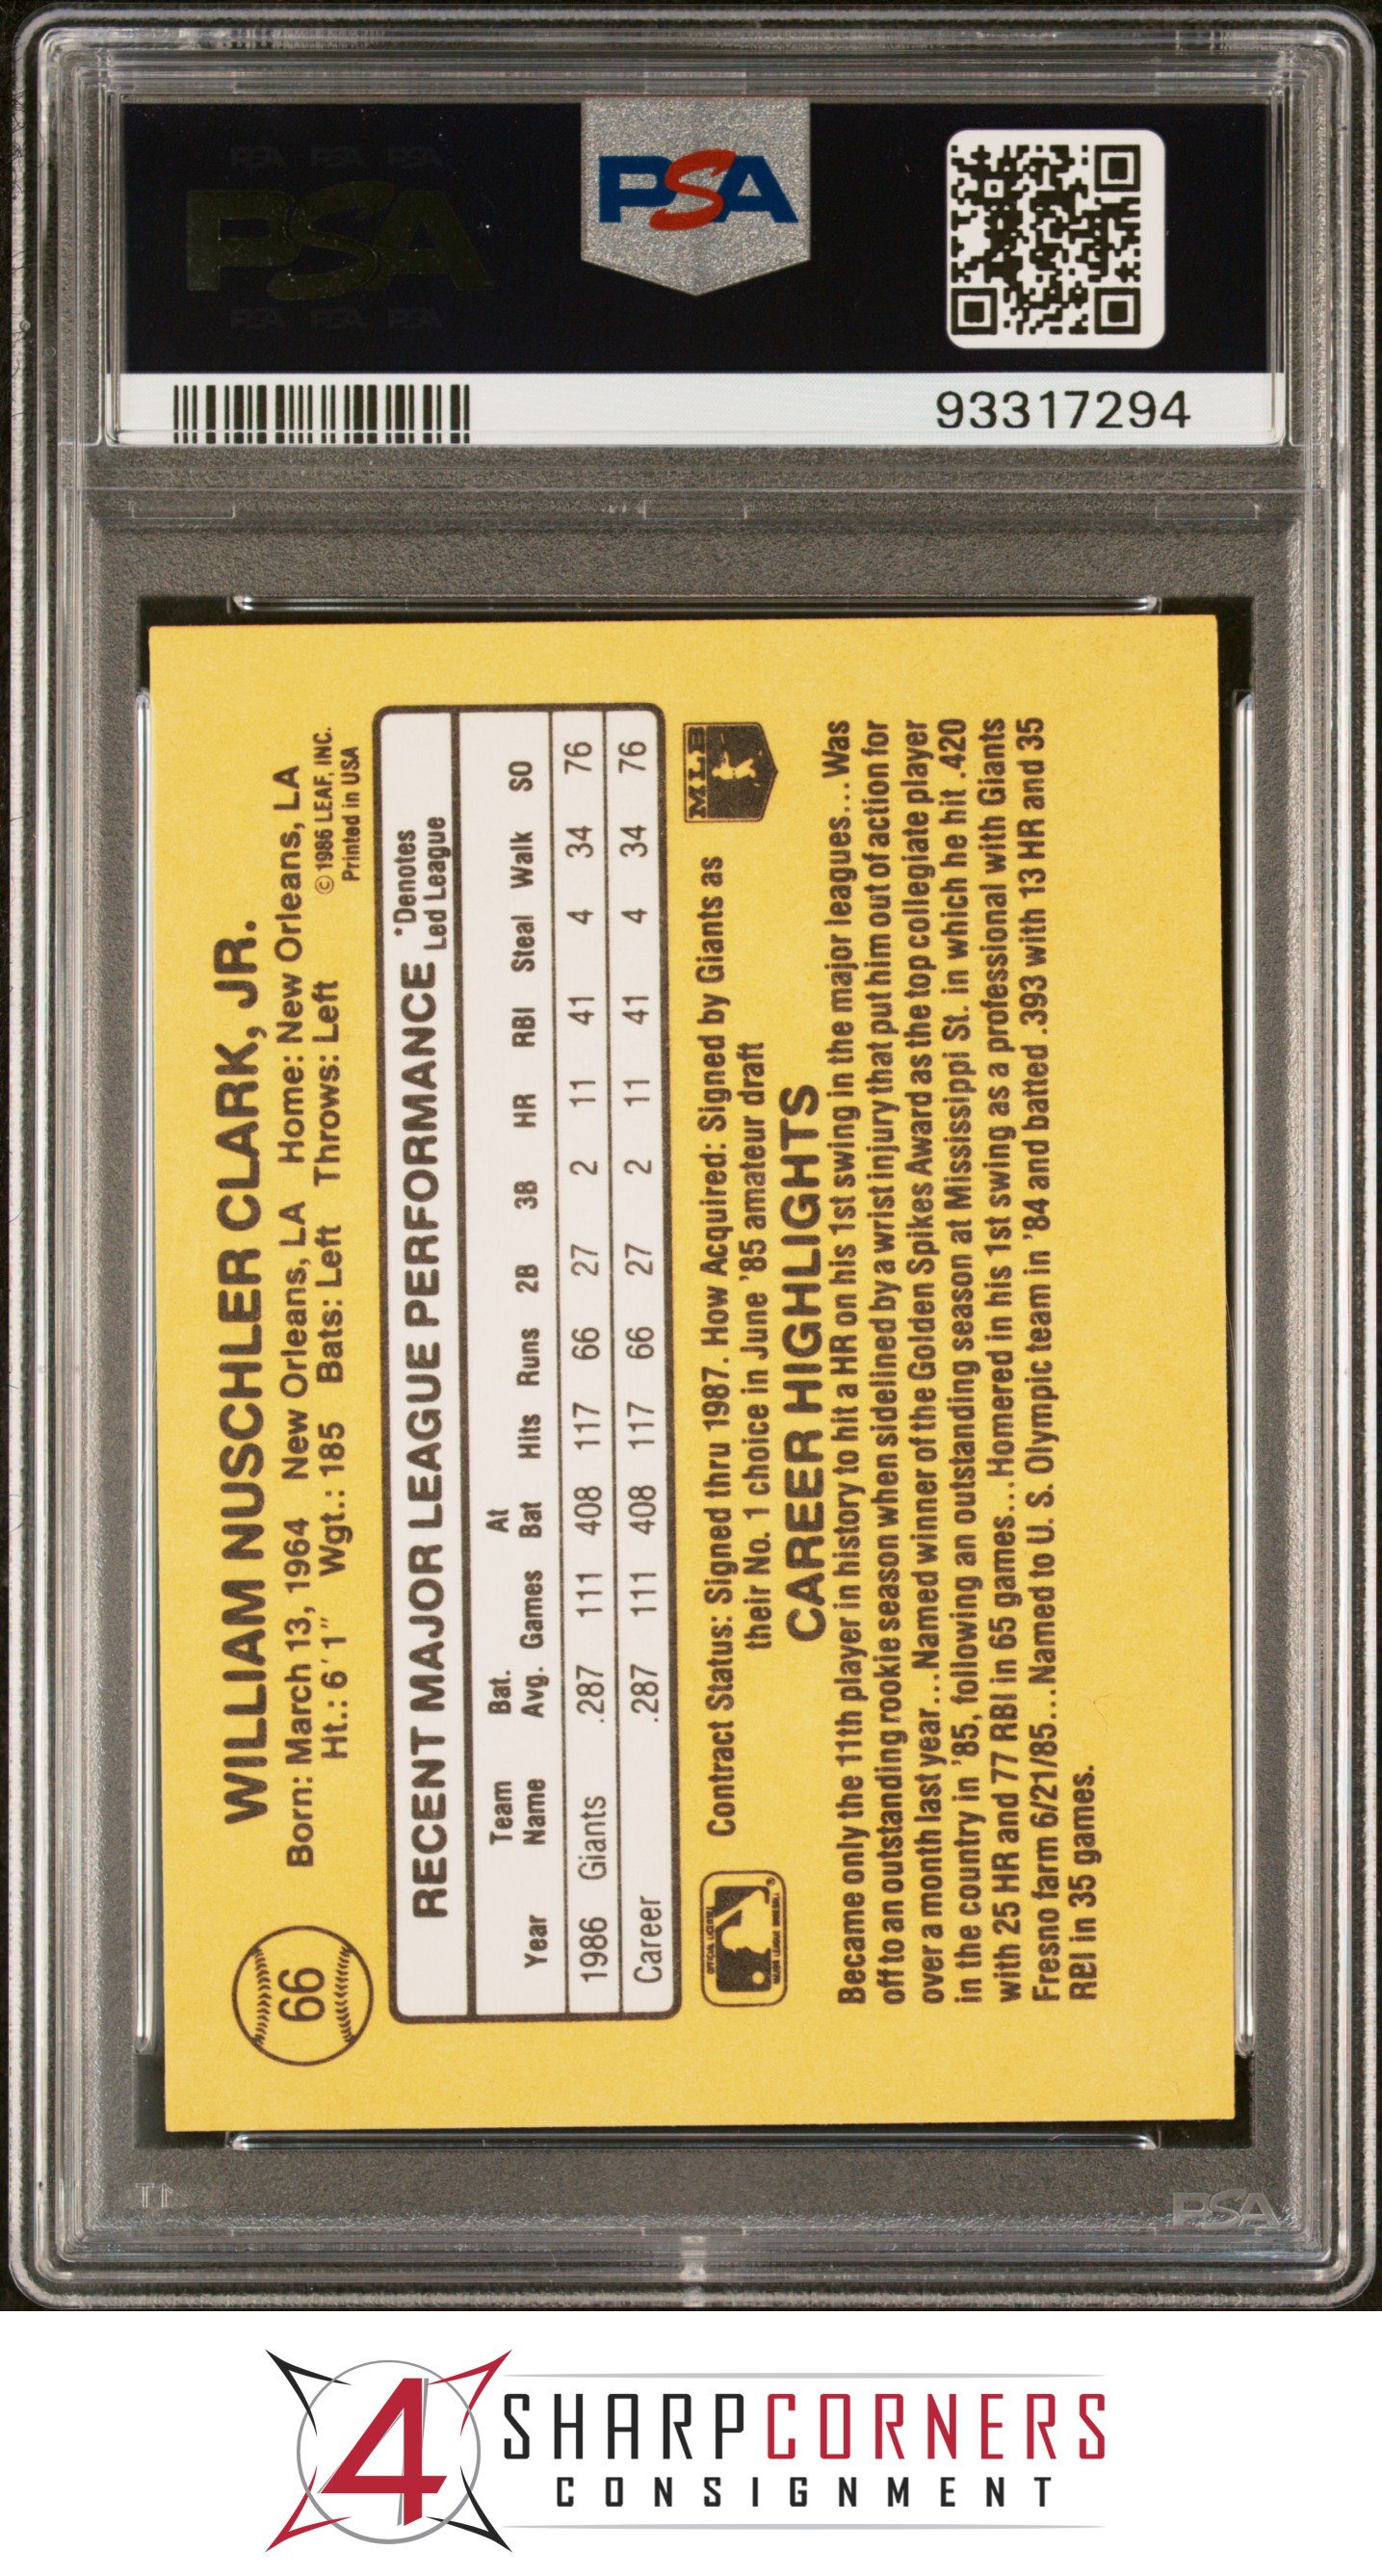 PSA PSA PSA
PSA
PSA PSA PSA
PSA
93317294
66
WILLIAM NUSCHLER CLARK, JR.
Born: March 13, 1964 New Orleans, LA Home: New Orleans, LA
Ht.: 6′1″ Wgt.: 185 Bats: Left Throws: Left
© 1986 LEAF, INC.
Printed in USA
RECENT MAJOR LEAGUE PERFORMANCE
*Denotes
Led League
Year Team Name Bat. Avg. Games At Bat Hits Runs 2B 3B HR RBI Steal Walk SO
1986 Giants .287 111 408 117 66 27 2 11 41 4 34 76
Career .287 111 408 117 66 27 2 11 41 4 34 76
Contract Status: Signed thru 1987. How Acquired: Signed by Giants as
their No. 1 choice in June '85 amateur draft
MLB
CAREER HIGHLIGHTS
Became only the 11th player in history to hit a HR on his 1st swing in the major leagues...Was
off to an outstanding rookie season when sidelined by a wrist injury that put him out of action for
over a month last year...Named winner of the Golden Spikes Award as the top collegiate player
in the country in '85, following an outstanding season at Mississippi St. in which he hit .420
with 25 HR and 77 RBI in 65 games...Homered in his 1st swing as a professional with Giants
Fresno farm 6/21/85...Named to U. S. Olympic team in '84 and batted .393 with 13 HR and 35
RBI in 35 games.
PSA
4
SHARPCORNERS
CONSIGNMENT